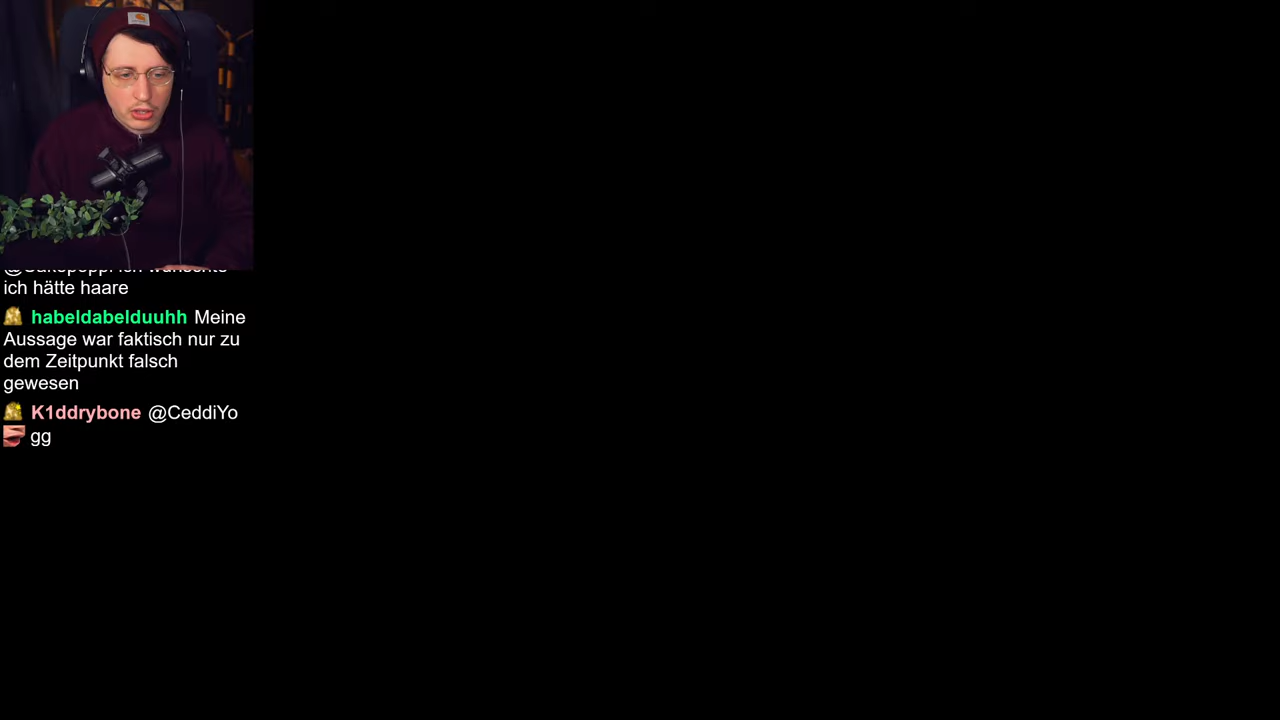 ich hätte haare
habeldabelduuhh Meine
Aussage war faktisch nur zu
dem Zeitpunkt falsch
gewesen
K1ddrybone @CeddiYo
gg